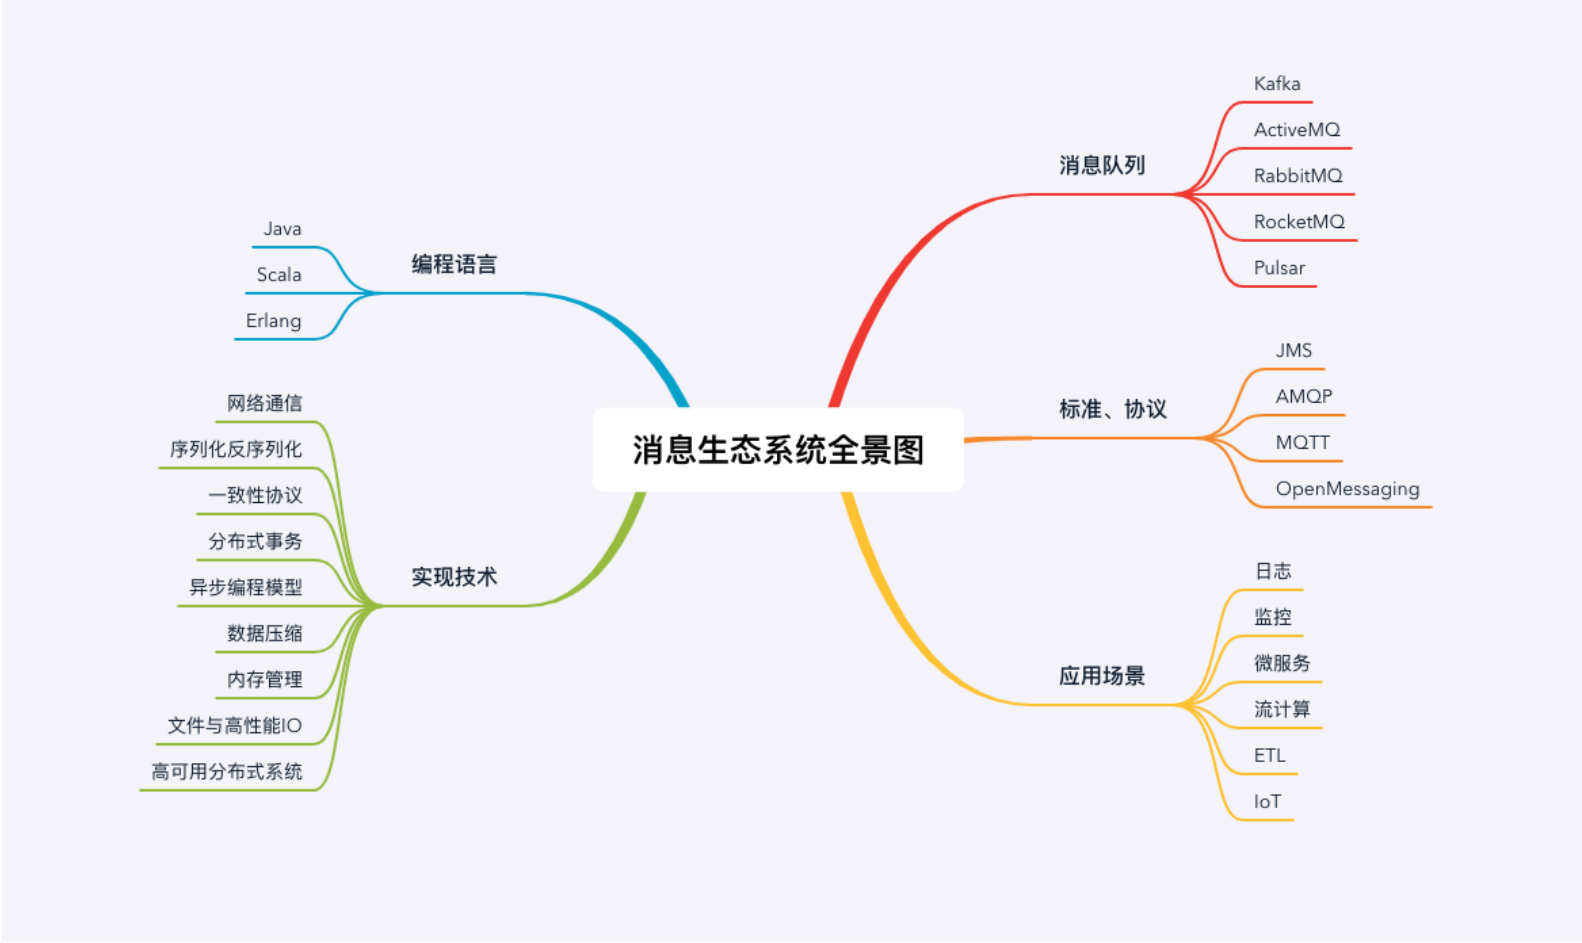 消息生态系统全景图
消息队列
Kafka
ActiveMQ
RabbitMQ
RocketMQ
Pulsar
标准、协议
JMS
AMQP
MQTT
OpenMessaging
应用场景
日志
监控
微服务
流计算
ETL
IoT
编程语言
Java
Scala
Erlang
实现技术
网络通信
序列化反序列化
一致性协议
分布式事务
异步编程模型
数据压缩
内存管理
文件与高性能IO
高可用分布式系统